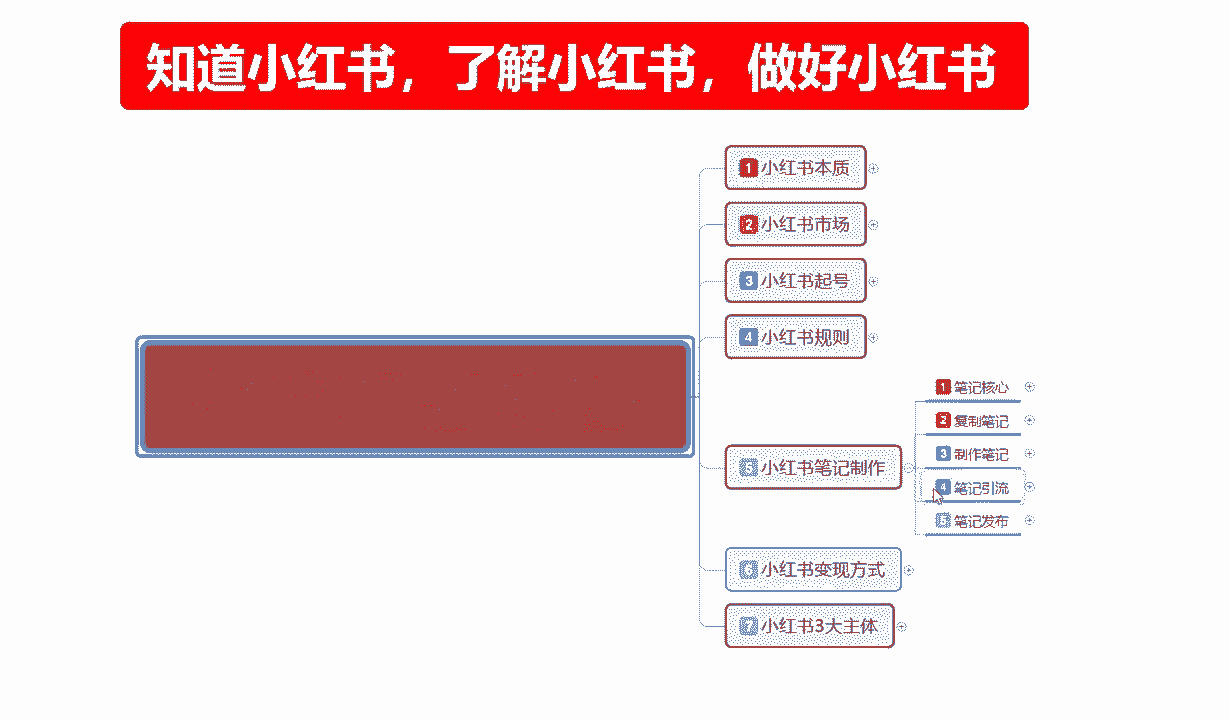 知道小红书，了解小红书，做好小红书
1 小红书本质
2 小红书市场
3 小红书起号
4 小红书规则
5 小红书笔记制作
1 笔记核心
2 复制笔记
3 制作笔记
4 笔记引流
5 笔记发布
6 小红书变现方式
7 小红书3大主体